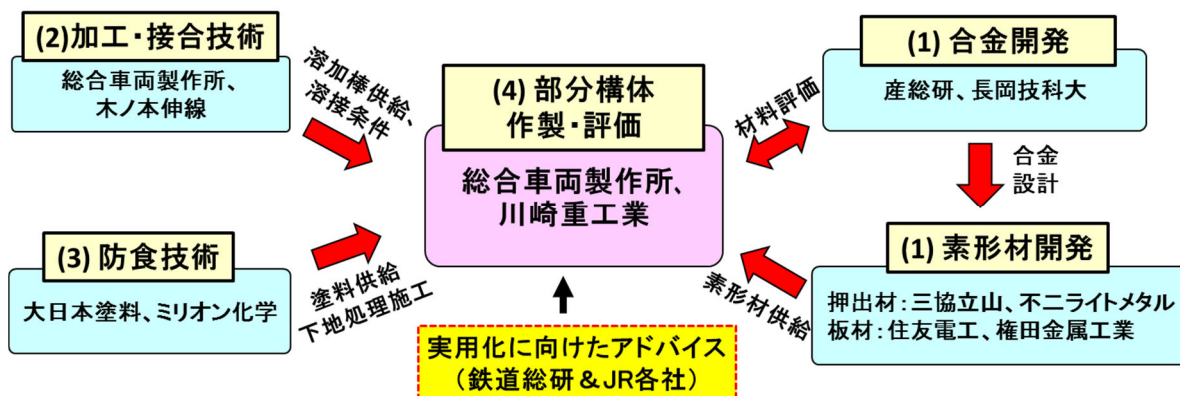 (2)加工・接合技術
総合車両製作所、
木ノ本伸線
溶加棒供給、
溶接条件
(3) 防食技術
大日本塗料、ミリオン化学
塗料供給
下地処理施工
(4) 部分構体
作製・評価
総合車両製作所、
川崎重工業
実用化に向けたアドバイス
（鉄道総研＆JR各社）
(1) 合金開発
産総研、長岡技科大
材料評価
合金
設計
(1) 素形材開発
押出材：三協立山、不二ライトメタル
板材：住友電工、権田金属工業
素形材供給